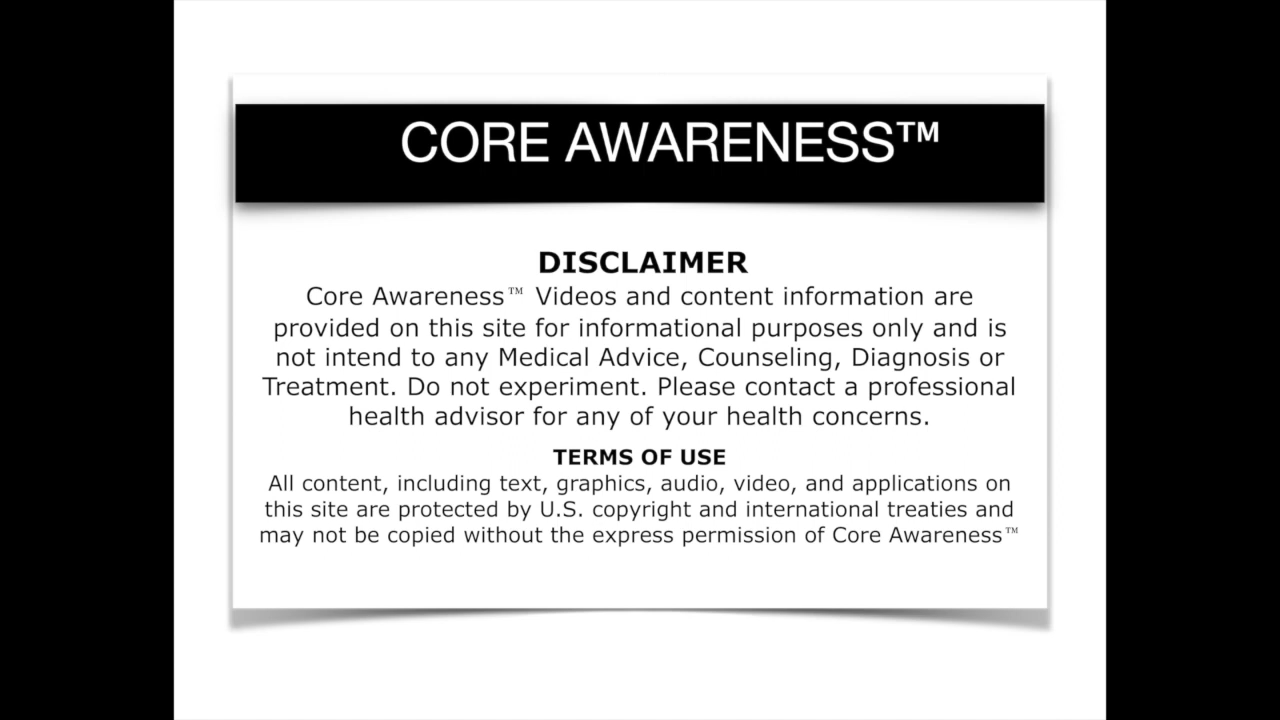 CORE AWARENESS™
DISCLAIMER
Core Awareness™ Videos and content information are
provided on this site for informational purposes only and is
not intend to any Medical Advice, Counseling, Diagnosis or
Treatment. Do not experiment. Please contact a professional
health advisor for any of your health concerns.
TERMS OF USE
All content, including text, graphics, audio, video, and applications on
this site are protected by U.S. copyright and international treaties and
may not be copied without the express permission of Core Awareness™